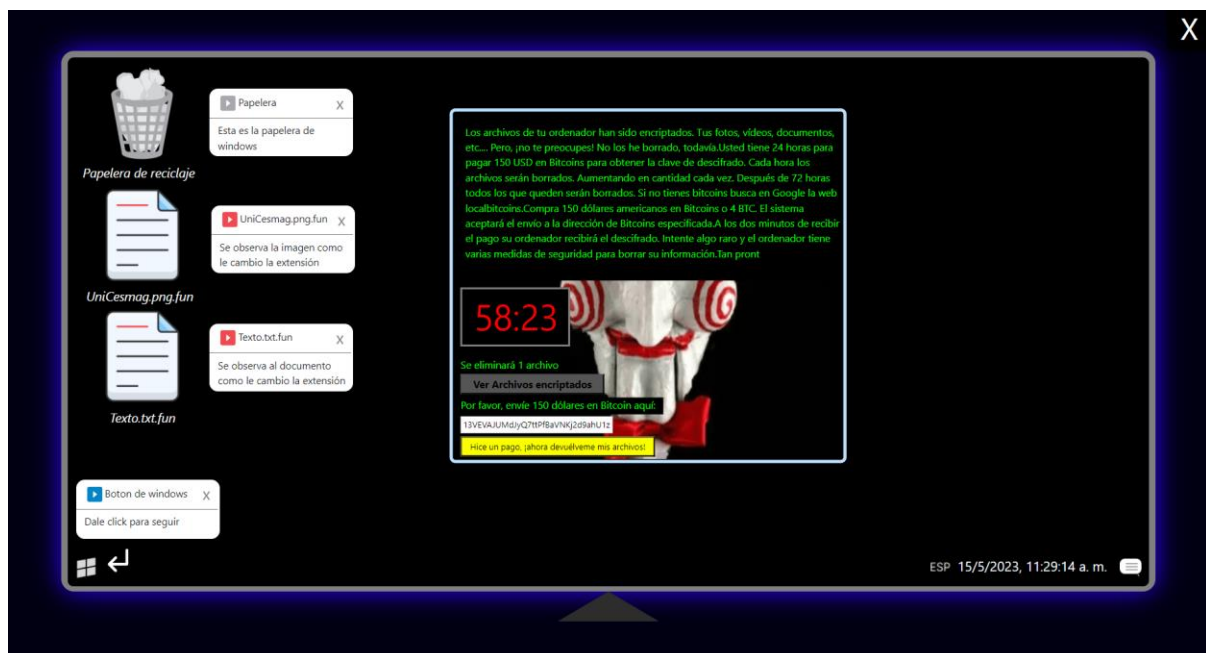 X
Papelera X
Esta es la papelera de
windows
Papelera de reciclaje
UniCesmag.png.fun X
Se observa la imagen como
le cambio la extensión
UniCesmag.png.fun
Texto.txt.fun X
Se observa al documento
como le cambio la extensión
Texto.txt.fun
Los archivos de tu ordenador han sido encriptados. Tus fotos, vídeos, documentos,
etc.... Pero, ¡no te preocupes! No los he borrado, todavía.Usted tiene 24 horas para
pagar 150 USD en Bitcoins para obtener la clave de descifrado. Cada hora los
archivos serán borrados. Aumentando en cantidad cada vez. Después de 72 horas
todos los que queden serán borrados. Si no tienes bitcoins busca en Google la web
localbitcoins.Compra 150 dólares americanos en Bitcoins o 4 BTC. El sistema
aceptará el envío a la dirección de Bitcoins especificada.A los dos minutos de recibir
el pago su ordenador recibirá el descifrado. Intente algo raro y el ordenador tiene
varias medidas de seguridad para borrar su información.Tan pront
58:23
Se eliminará 1 archivo
Ver Archivos encriptados
Por favor, envíe 150 dólares en Bitcoin aquí:
Hice un pago, ¡ahora devuélveme mis archivos!
Boton de windows X
Dale click para seguir
ESP 15/5/2023, 11:29:14 a. m.